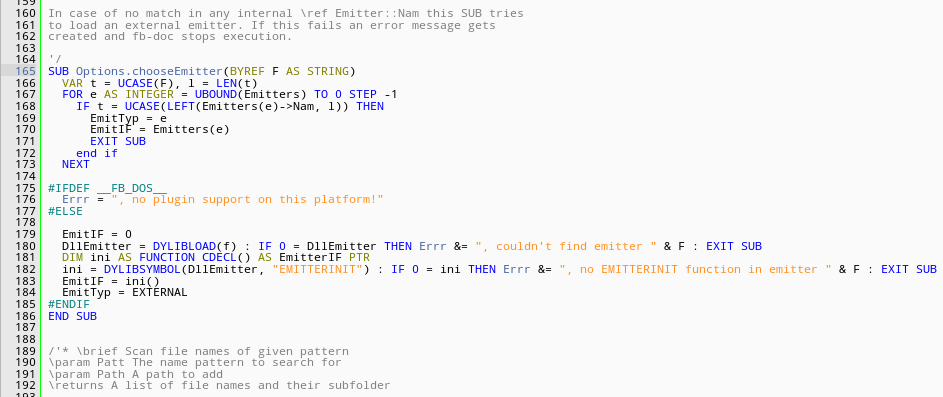 159
160 In case of no match in any internal \ref Emitter::Nam this SUB tries
161 to load an external emitter. If this fails an error message gets
162 created and fb-doc stops execution.
163
164 '/
165 SUB Options.chooseEmitter(BYREF F AS STRING)
166   VAR t = UCASE(F), l = LEN(t)
167   FOR e AS INTEGER = UBOUND(Emitters) TO 0 STEP -1
168     IF t = UCASE(LEFT(Emitters(e)->Nam, l)) THEN
169       EmitTyp = e
170       EmitIF = Emitters(e)
171       EXIT SUB
172     end if
173   NEXT
174
175 #IFDEF __FB_DOS__
176   Errr = ", no plugin support on this platform!"
177 #ELSE
178
179   EmitIF = 0
180   DllEmitter = DYLIBLOAD(f) : IF 0 = DllEmitter THEN Errr &= ", couldn't find emitter " & F : EXIT SUB
181   DIM ini AS FUNCTION CDECL() AS EmitterIF PTR
182   ini = DYLIBSYMBOL(DllEmitter, "EMITTERINIT") : IF 0 = ini THEN Errr &= ", no EMITTERINIT function in emitter " & F : EXIT SUB
183   EmitIF = ini()
184   EmitTyp = EXTERNAL
185 #ENDIF
186 END SUB
187
188
189 /'* \brief Scan file names of given pattern
190 \param Patt The name pattern to search for
191 \param Path A path to add
192 \returns A list of file names and their subfolder
193